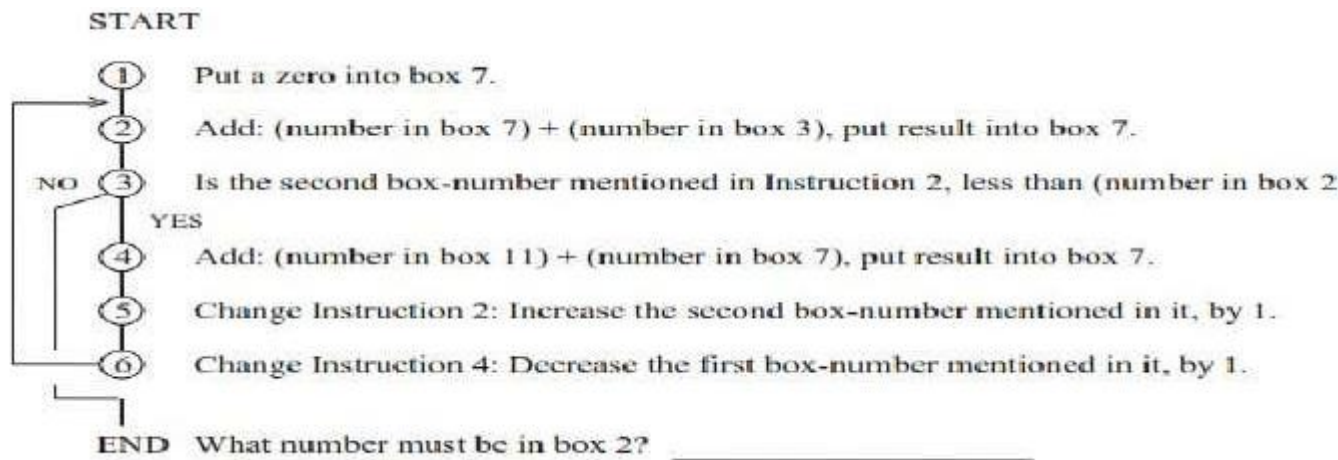 START
1 Put a zero into box 7.
2 Add: (number in box 7) + (number in box 3), put result into box 7.
NO 3 Is the second box-number mentioned in Instruction 2, less than (number in box 2
YES
4 Add: (number in box 11) + (number in box 7), put result into box 7.
5 Change Instruction 2: Increase the second box-number mentioned in it, by 1.
6 Change Instruction 4: Decrease the first box-number mentioned in it, by 1.
END What number must be in box 2?